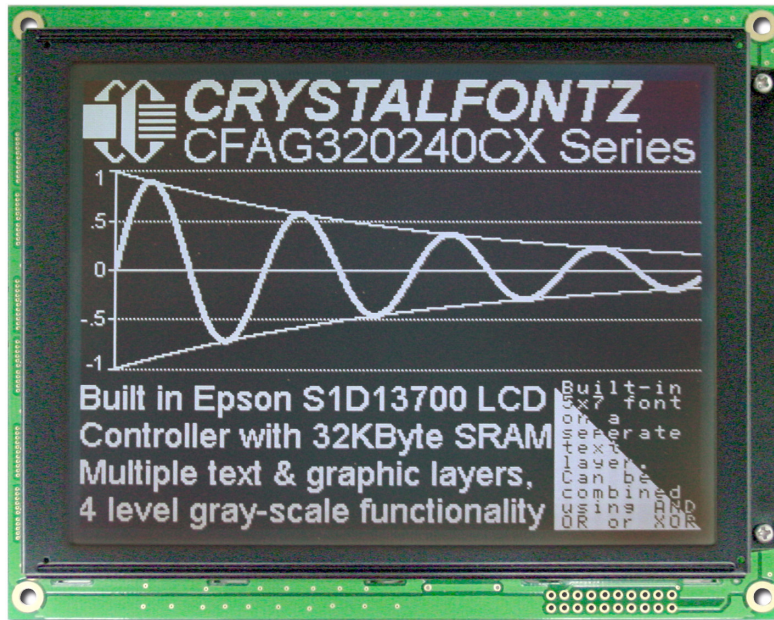 CRYSTALFONTZ
CFAG320240CX Series
1
.5
0
-.5
-1
Built in Epson S1D13700 LCD
Controller with 32KByte SRAM
Multiple text & graphic layers,
4 level gray-scale functionality
Built-in
5x7 font
on a
seperate
text
layer.
Can be
combined
using AND
OR or XOR